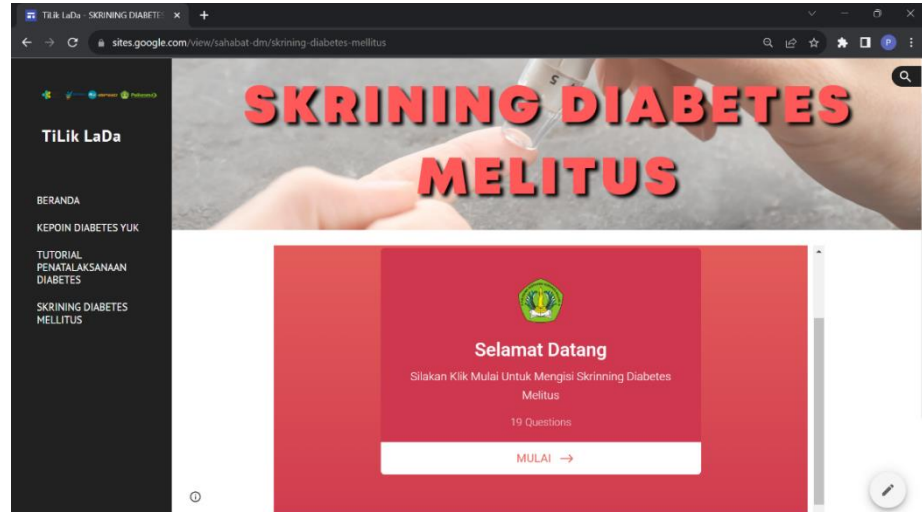 TiLik LaDa - SKRINING DIABETES
sites.google.com/view/sahabat-dm/skrining-diabetes-mellitus
P
TiLik LaDa
BERANDA
KEPOIN DIABETES YUK
TUTORIAL
PENATALAKSANAAN
DIABETES
SKRINING DIABETES
MELLITUS
SKRINING DIABETES
MELITUS
Selamat Datang
Silakan Klik Mulai Untuk Mengisi Skrinning Diabetes
Melitus
19 Questions
MULAI →